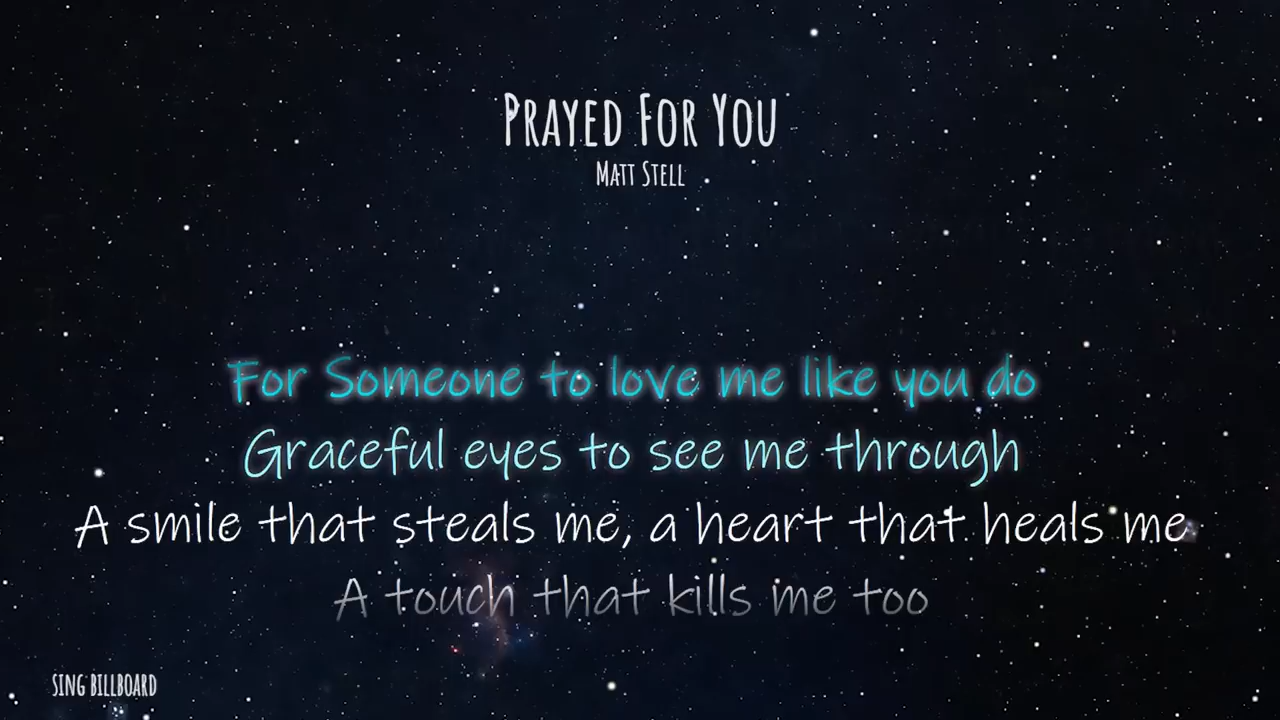 Prayed For You
Matt Stell
For Someone to love me like you do
Graceful eyes to see me through
A smile that steals me, a heart that heals me
A touch that kills me too
SING BILLBOARD